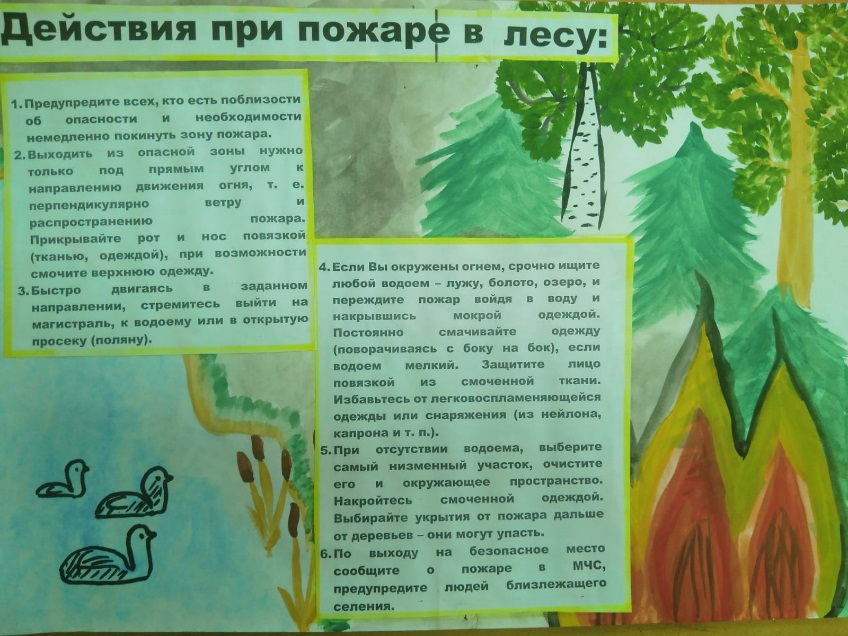 Действия при пожаре в лесу:
1. Предупредите всех, кто есть поблизости
об опасности и необходимости
немедленно покинуть зону пожара.
2. Выходить из опасной зоны нужно
только под прямым углом к
направлению движения огня, т. е.
перпендикулярно ветру и
распространению пожара.
Прикрывайте рот и нос повязкой
(тканью, одеждой), при возможности
смочите верхнюю одежду.
3. Быстро двигаясь в заданном
направлении, стремитесь выйти на
магистраль, к водоему или в открытую
просеку (поляну).
4. Если Вы окружены огнем, срочно ищите
любой водоем – лужу, болото, озеро, и
переждите пожар войдя в воду и
накрывшись мокрой одеждой.
Постоянно смачивайте одежду
(поворачиваясь с боку на бок), если
водоем мелкий. Защитите лицо
повязкой из смоченной ткани.
Избавьтесь от легковоспламеняющейся
одежды или снаряжения (из нейлона,
капрона и т. п.).
5. При отсутствии водоема, выберите
самый низменный участок, очистите
его и окружающее пространство.
Накройтесь смоченной одеждой.
Выбирайте укрытия от пожара дальше
от деревьев – они могут упасть.
6. По выходу на безопасное место
сообщите о пожаре в МЧС,
предупредите людей близлежащего
селения.